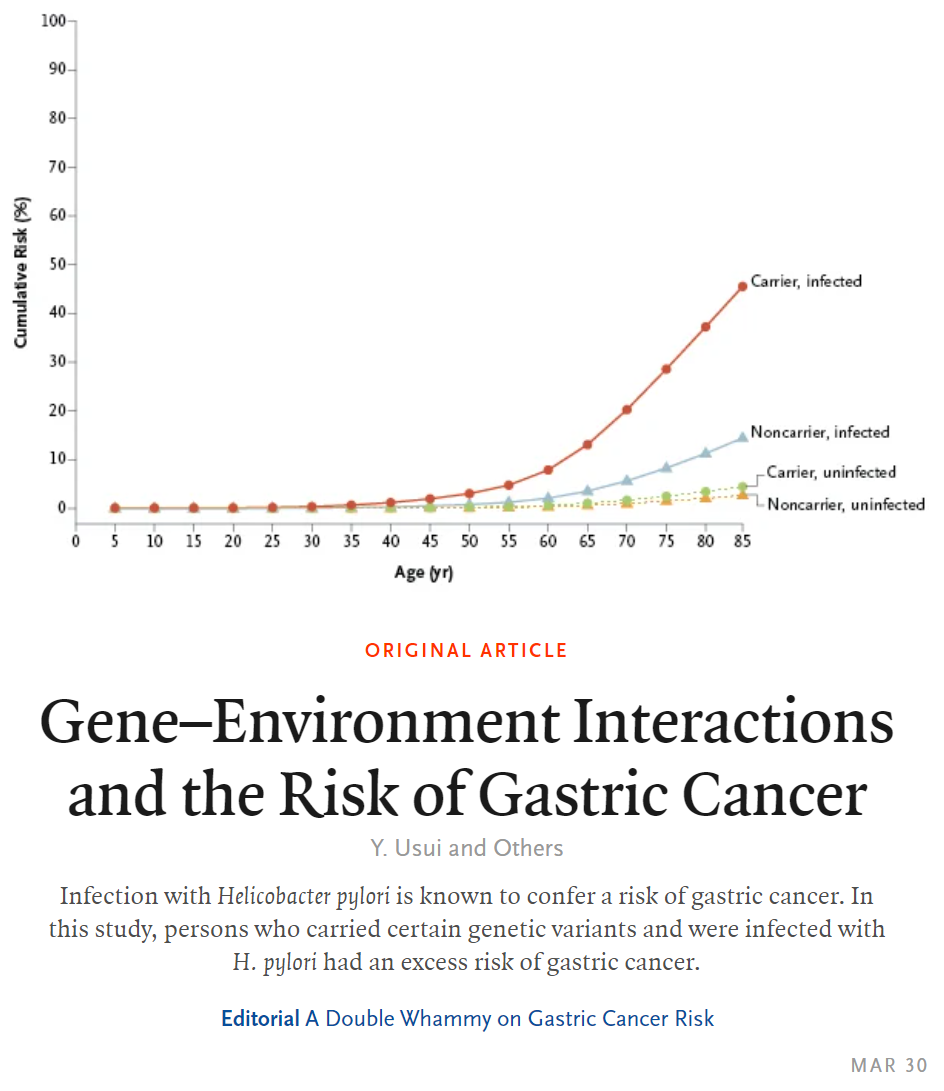 100
90
80
70
60
50
40
30
20
10
0
Cumulative Risk (%)
Carrier, infected
Noncarrier, infected
Carrier, uninfected
Noncarrier, uninfected
0 5 10 15 20 25 30 35 40 45 50 55 60 65 70 75 80 85
Age (yr)
ORIGINAL ARTICLE
Gene–Environment Interactions
and the Risk of Gastric Cancer
Y. Usui and Others
Infection with Helicobacter pylori is known to confer a risk of gastric cancer. In
this study, persons who carried certain genetic variants and were infected with
H. pylori had an excess risk of gastric cancer.
Editorial A Double Whammy on Gastric Cancer Risk
MAR 30